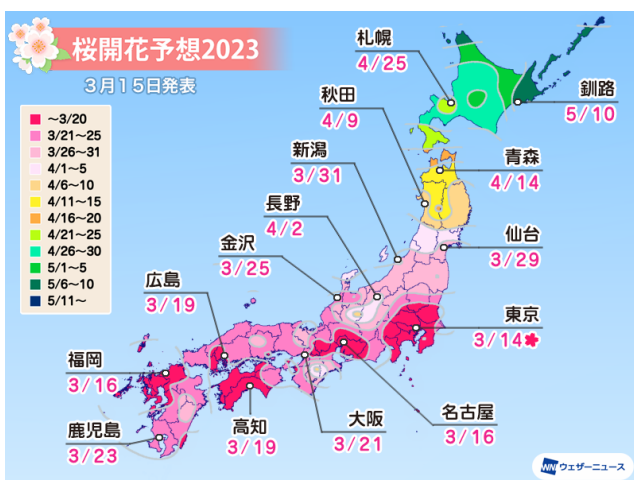 桜開花予想2023
3月15日発表
～3/20
3/21～25
3/26～31
4/1～5
4/6～10
4/11～15
4/16～20
4/21～25
4/26～30
5/1～5
5/6～10
5/11～
札幌
4/25
釧路
5/10
秋田
4/9
青森
4/14
新潟
3/31
仙台
3/29
長野
4/2
金沢
3/25
東京
3/14
広島
3/19
福岡
3/16
名古屋
3/16
大阪
3/21
高知
3/19
鹿児島
3/23
WNI ウェザーニュース